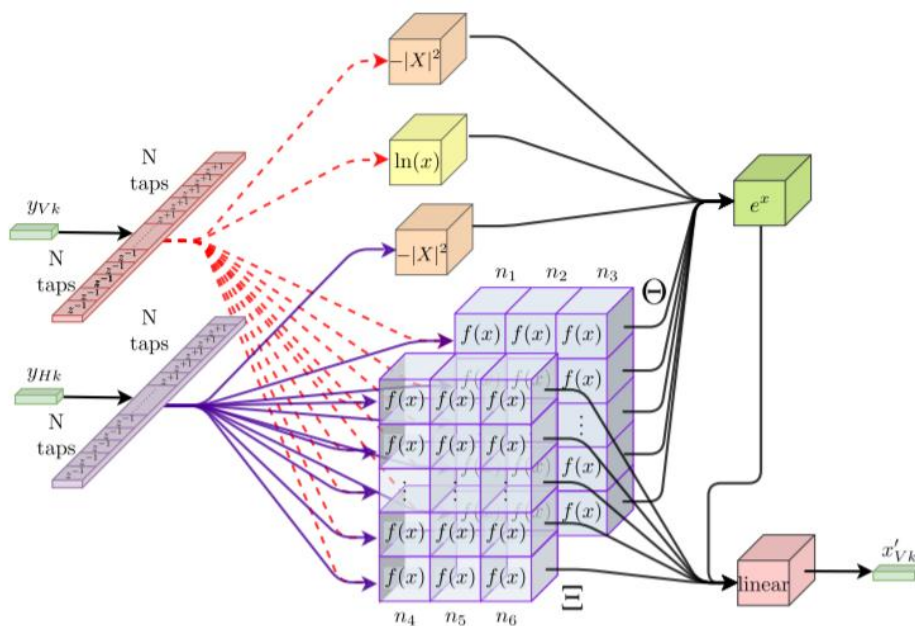 −|X|²
N
taps
ln(x)
y_{Vk}
e^x
N
taps
−|X|²
n₁ n₂ n₃
Θ
N
taps
f(x) f(x) f(x)
y_{Hk}
f(x) f(x) f(x) f(x)
N
taps
f(x) f(x) f(x)
⋮ ⋮ ⋮ ⋮
f(x)
f(x) f(x) f(x)
f(x)
f(x) f(x) f(x)
x′_{Vk}
linear
Ξ
n₄ n₅ n₆